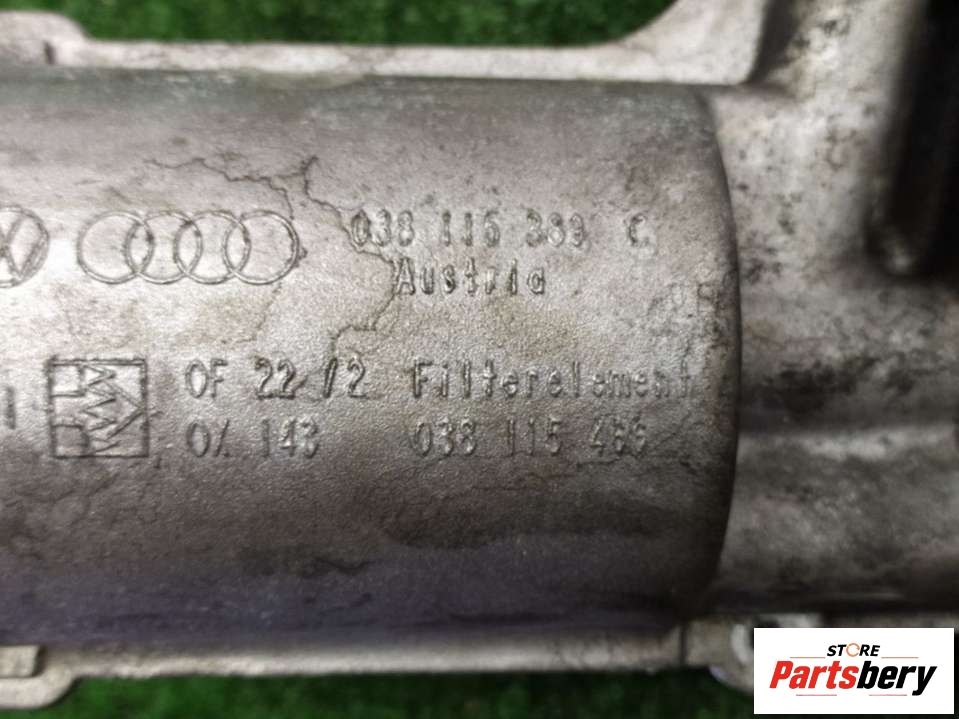 038 115 389 C
Austria
OF 22/2 Filterelement
OX 143 038 115 466
STORE
Partsbery